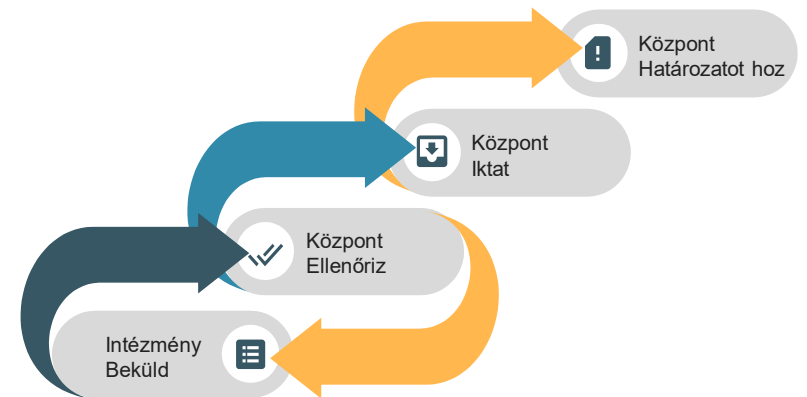 Központ
Határozatot hoz
Központ
Iktat
Központ
Ellenőriz
Intézmény
Beküld